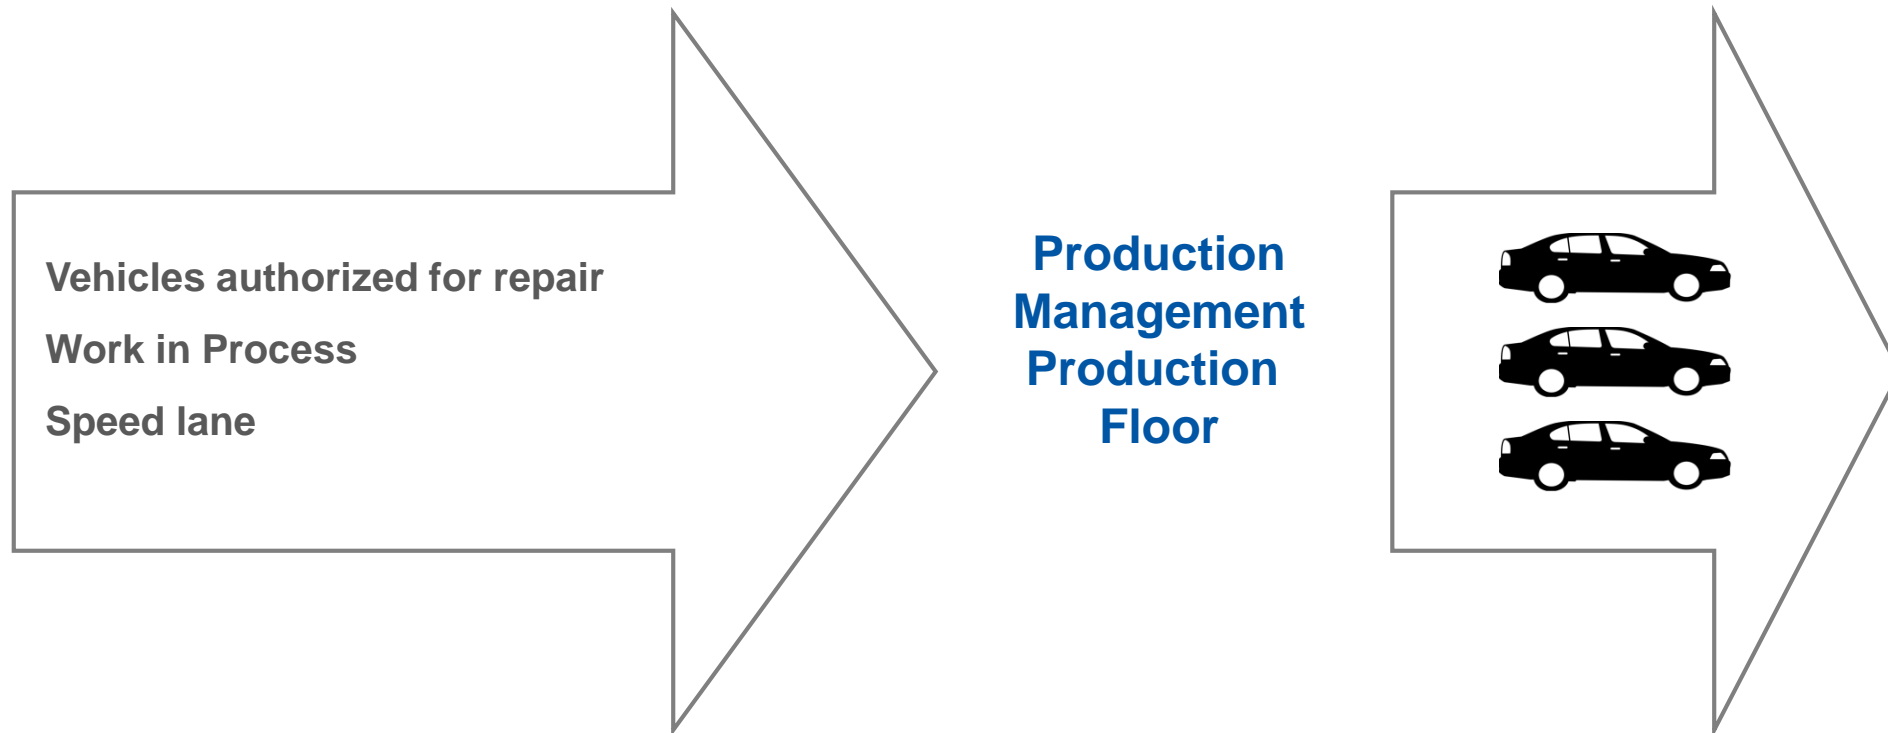 Vehicles authorized for repair
Work in Process
Speed lane
Production
Management
Production
Floor